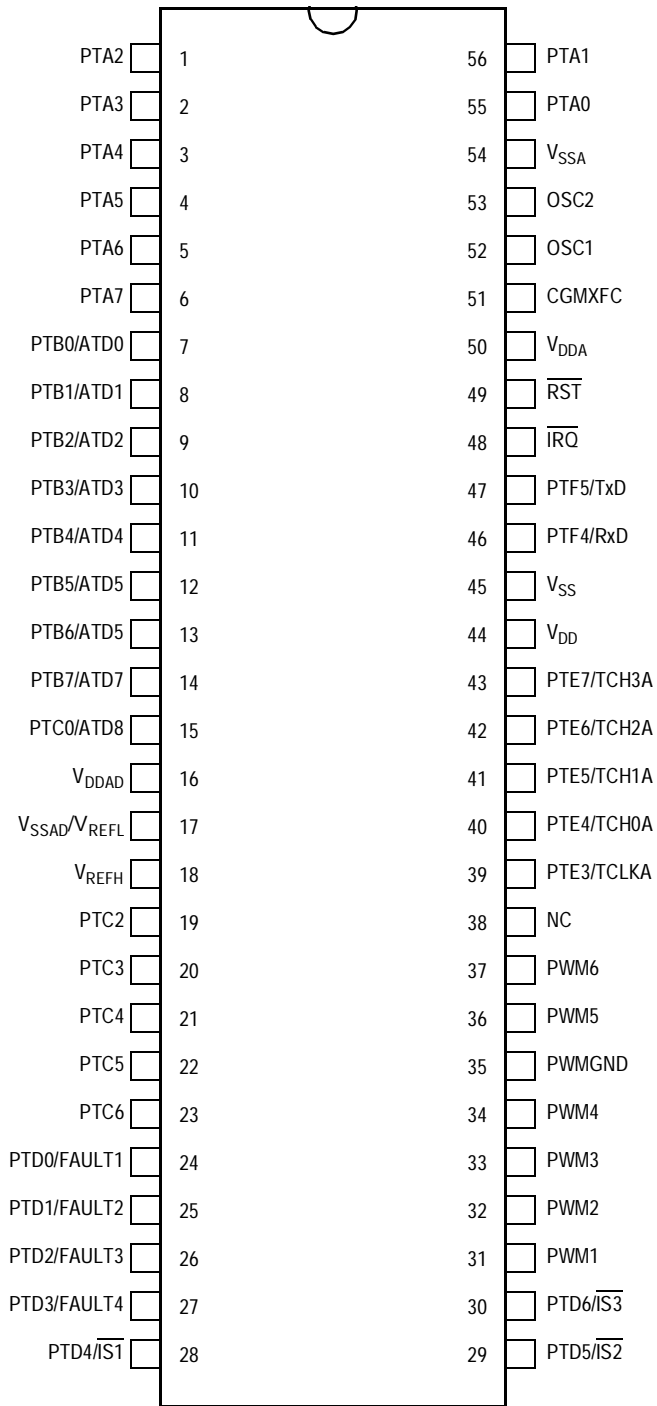 PTA2 1 56 PTA1
PTA3 2 55 PTA0
PTA4 3 54 VSSA
PTA5 4 53 OSC2
PTA6 5 52 OSC1
PTA7 6 51 CGMXFC
PTB0/ATD0 7 50 VDDA
PTB1/ATD1 8 49 R̅S̅T̅
PTB2/ATD2 9 48 I̅R̅Q̅
PTB3/ATD3 10 47 PTF5/TxD
PTB4/ATD4 11 46 PTF4/RxD
PTB5/ATD5 12 45 VSS
PTB6/ATD5 13 44 VDD
PTB7/ATD7 14 43 PTE7/TCH3A
PTC0/ATD8 15 42 PTE6/TCH2A
VDDAD 16 41 PTE5/TCH1A
VSSAD/VREFL 17 40 PTE4/TCH0A
VREFH 18 39 PTE3/TCLKA
PTC2 19 38 NC
PTC3 20 37 PWM6
PTC4 21 36 PWM5
PTC5 22 35 PWMGND
PTC6 23 34 PWM4
PTD0/FAULT1 24 33 PWM3
PTD1/FAULT2 25 32 PWM2
PTD2/FAULT3 26 31 PWM1
PTD3/FAULT4 27 30 PTD6/I̅S̅3̅
PTD4/I̅S̅1̅ 28 29 PTD5/I̅S̅2̅